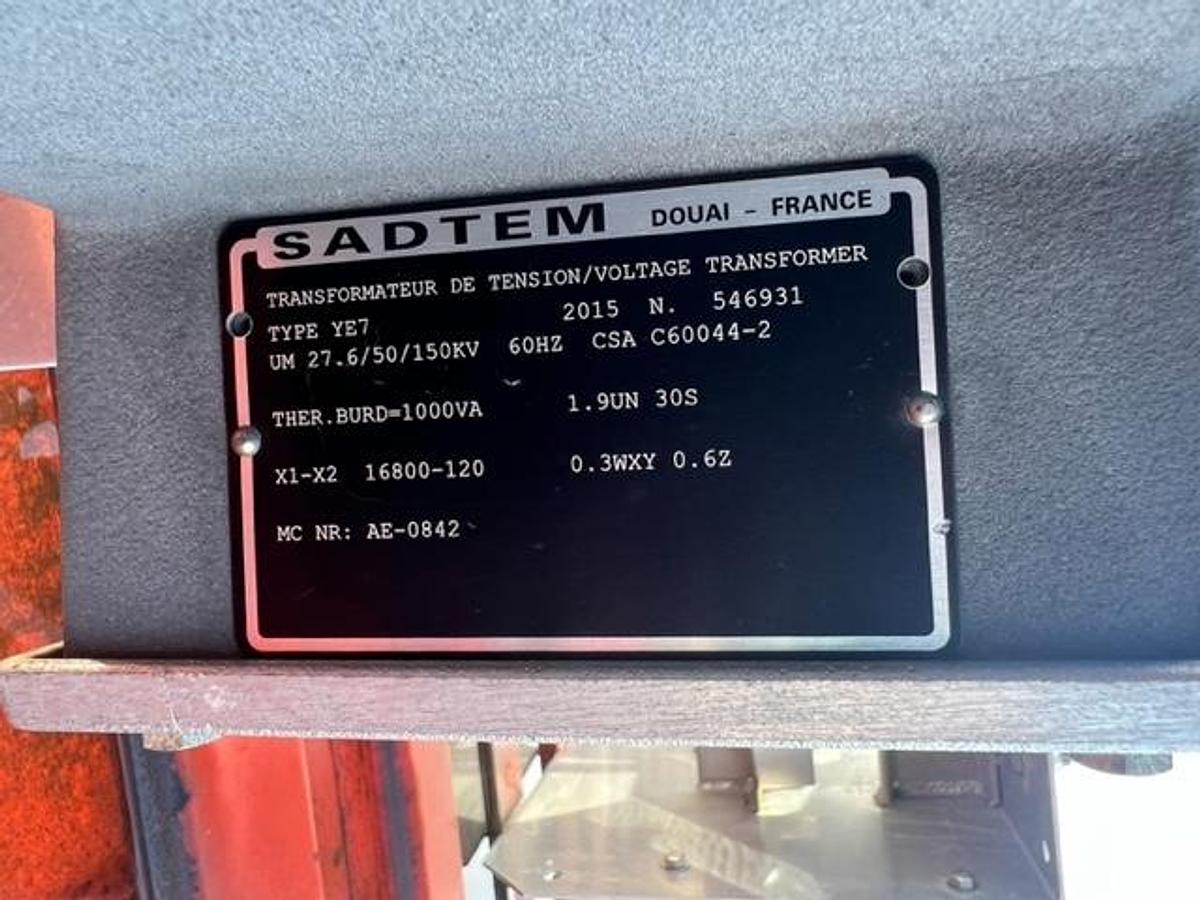 SADTEM DOUAI - FRANCE
TRANSFORMATEUR DE TENSION/VOLTAGE TRANSFORMER
TYPE YE7 2015 N. 546931
UM 27.6/50/150KV 60HZ CSA C60044-2
THER.BURD=1000VA 1.9UN 30S
X1-X2 16800-120 0.3WXY 0.6Z
MC NR: AE-0842